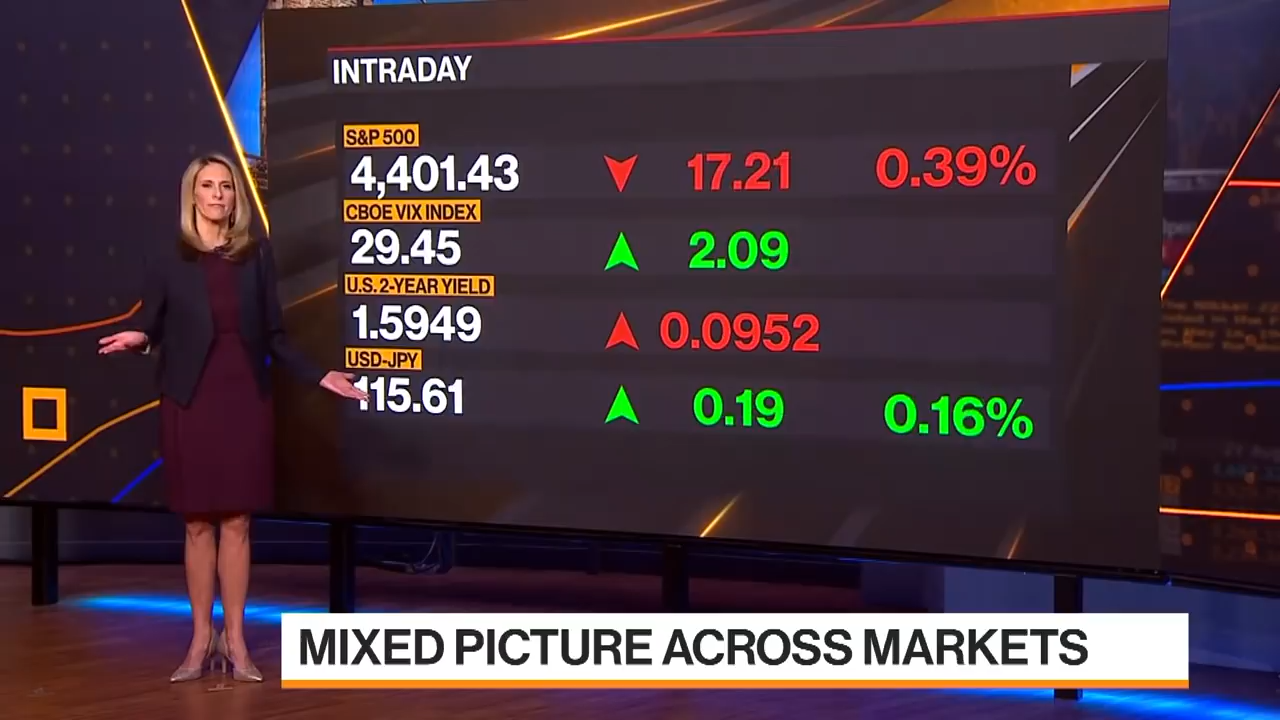 INTRADAY
S&P 500
4,401.43 17.21 0.39%
CBOE VIX INDEX
29.45 2.09
U.S. 2-YEAR YIELD
1.5949 0.0952
USD-JPY
115.61 0.19 0.16%
MIXED PICTURE ACROSS MARKETS